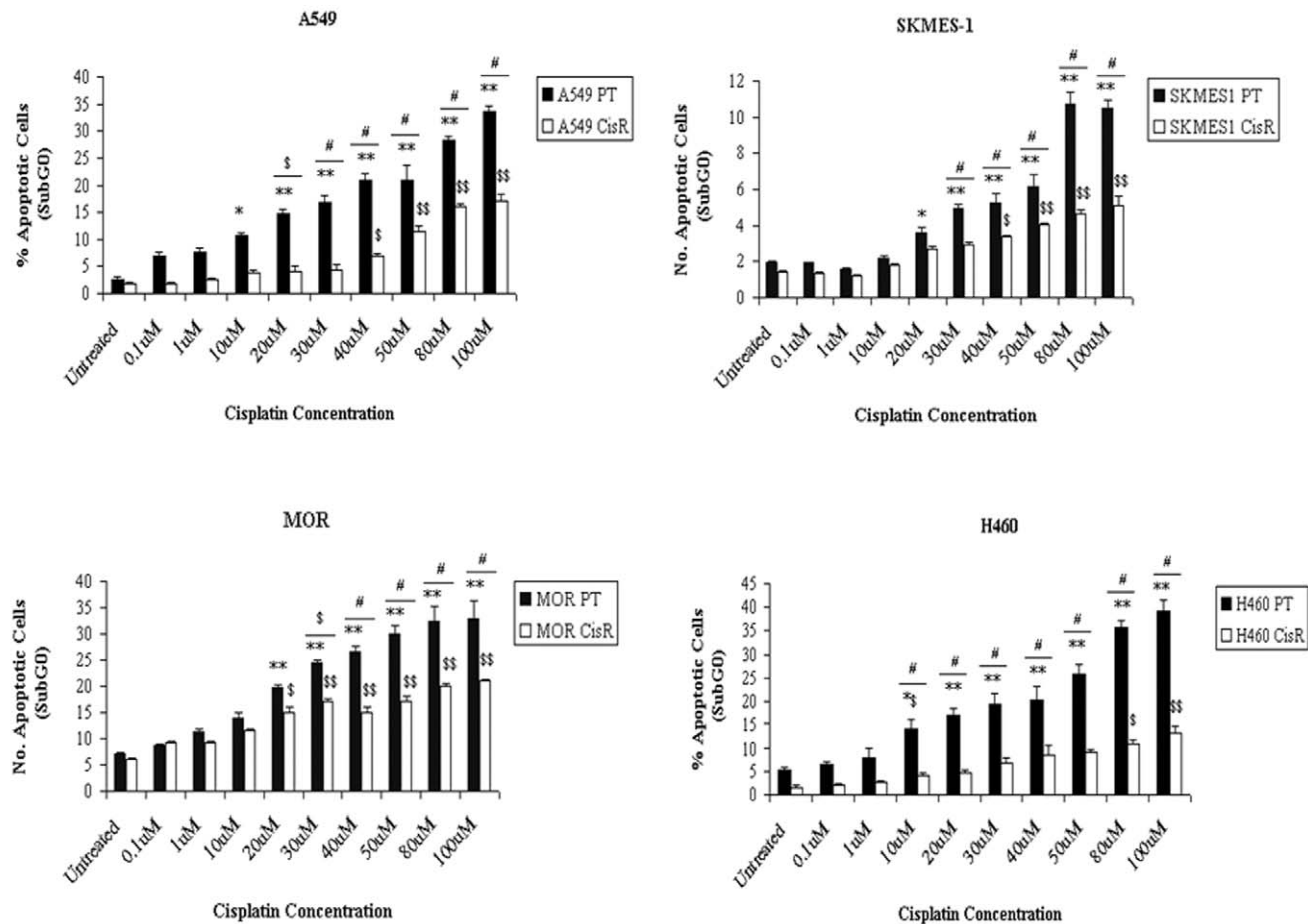 A549
% Apoptotic Cells
(SubG0)
40
35
30
25
20
15
10
5
0
# # # # #
$ ** ** ** ** **
* **
$ $$ $$ $$
A549 PT
A549 CisR
Untreated 0.1uM 1uM 10uM 20uM 30uM 40uM 50uM 80uM 100uM
Cisplatin Concentration
SKMES-1
No. Apoptotic Cells
(SubG0)
12
10
8
6
4
2
0
# # # # #
* ** ** ** ** **
$ $$ $$ $$
SKMES1 PT
SKMES1 CisR
Untreated 0.1uM 1uM 10uM 20uM 30uM 40uM 50uM 80uM 100uM
Cisplatin Concentration
MOR
No. Apoptotic Cells
(SubG0)
40
35
30
25
20
15
10
5
0
$ # # # #
** ** ** ** ** **
$ $$ $$ $$ $$ $$
MOR PT
MOR CisR
Untreated 0.1uM 1uM 10uM 20uM 30uM 40uM 50uM 80uM 100uM
Cisplatin Concentration
H460
% Apoptotic Cells
(SubG0)
45
40
35
30
25
20
15
10
5
0
# # # # # # #
*$ ** ** ** ** ** **
$ $$
H460 PT
H460 CisR
Untreated 0.1uM 1uM 10uM 20uM 30uM 40uM 50uM 80uM 100uM
Cisplatin Concentration